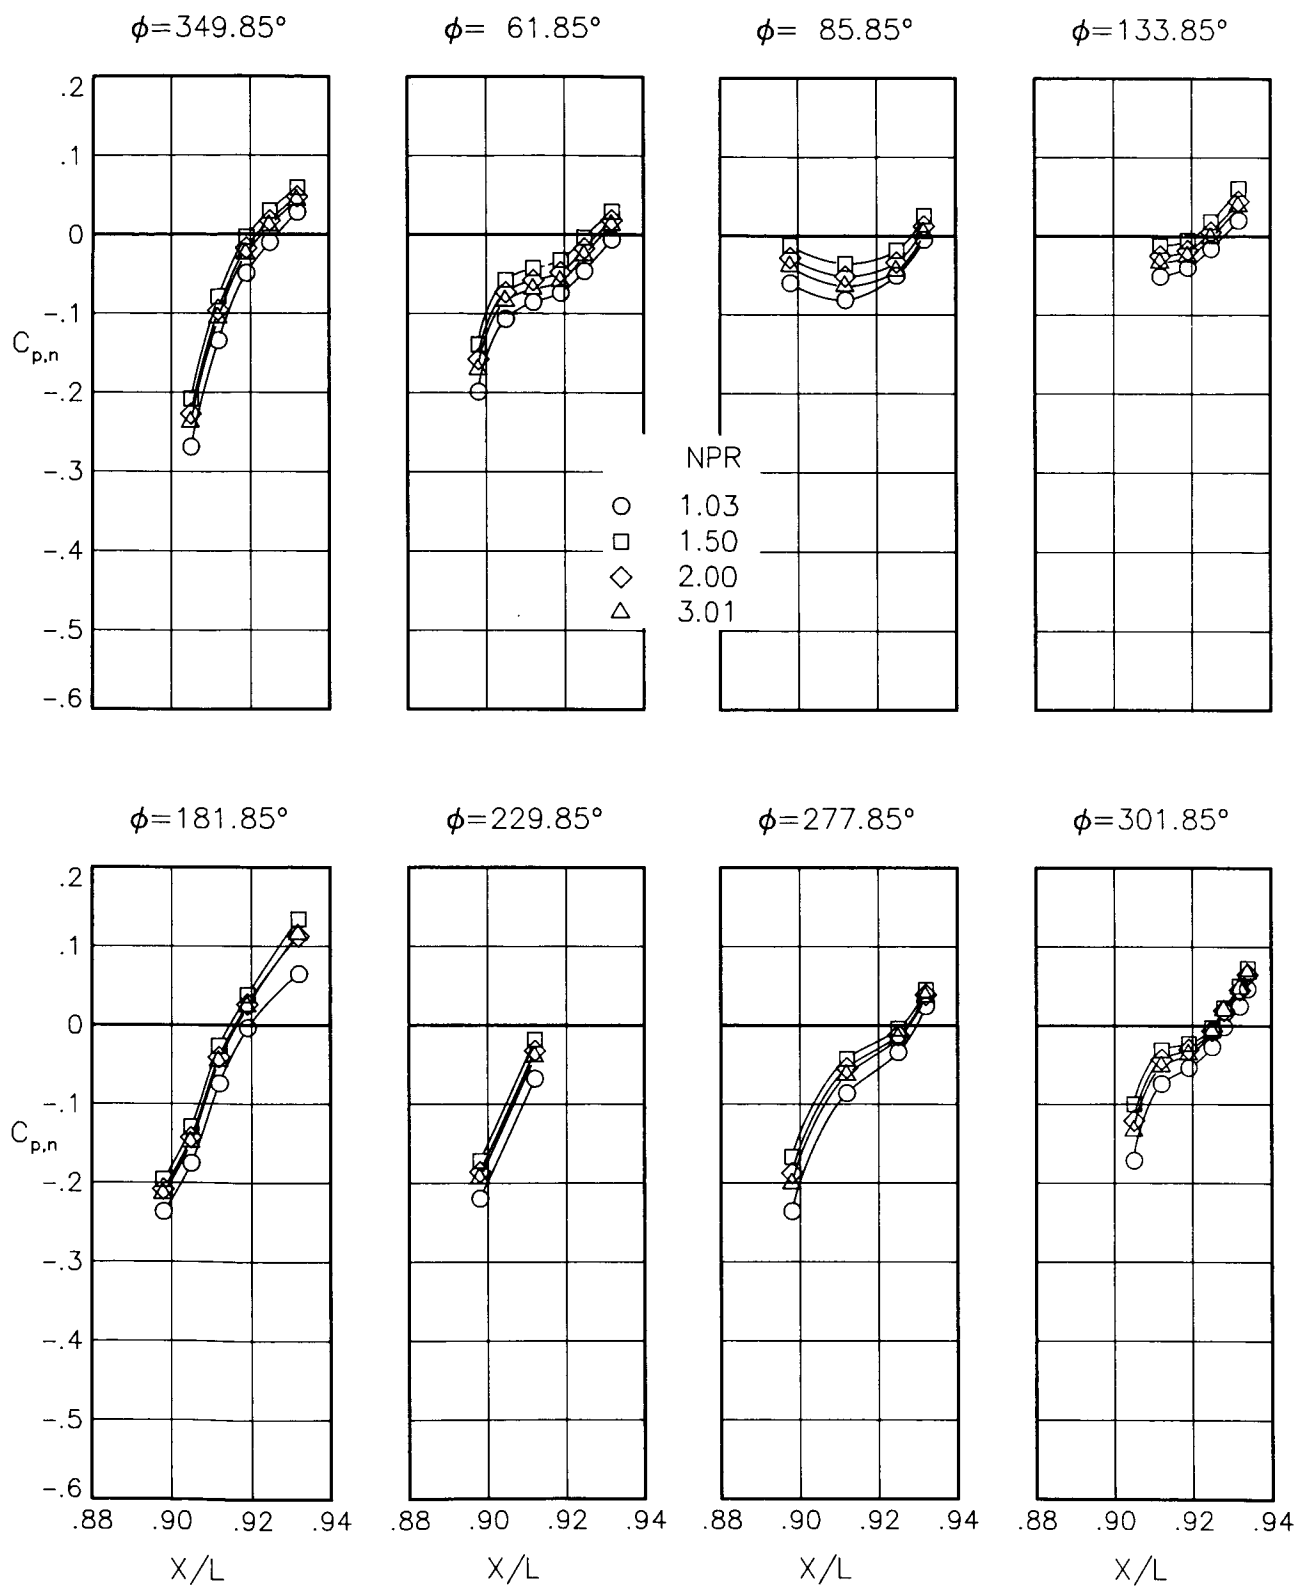 ϕ=349.85°
ϕ= 61.85°
ϕ= 85.85°
ϕ=133.85°
.2
.1
0
-.1
C_{p,n}
-.2
-.3
-.4
-.5
-.6
NPR
○ 1.03
□ 1.50
◇ 2.00
△ 3.01
ϕ=181.85°
ϕ=229.85°
ϕ=277.85°
ϕ=301.85°
.2
.1
0
-.1
C_{p,n}
-.2
-.3
-.4
-.5
-.6
.88 .90 .92 .94
.88 .90 .92 .94
.88 .90 .92 .94
.88 .90 .92 .94
X/L
X/L
X/L
X/L